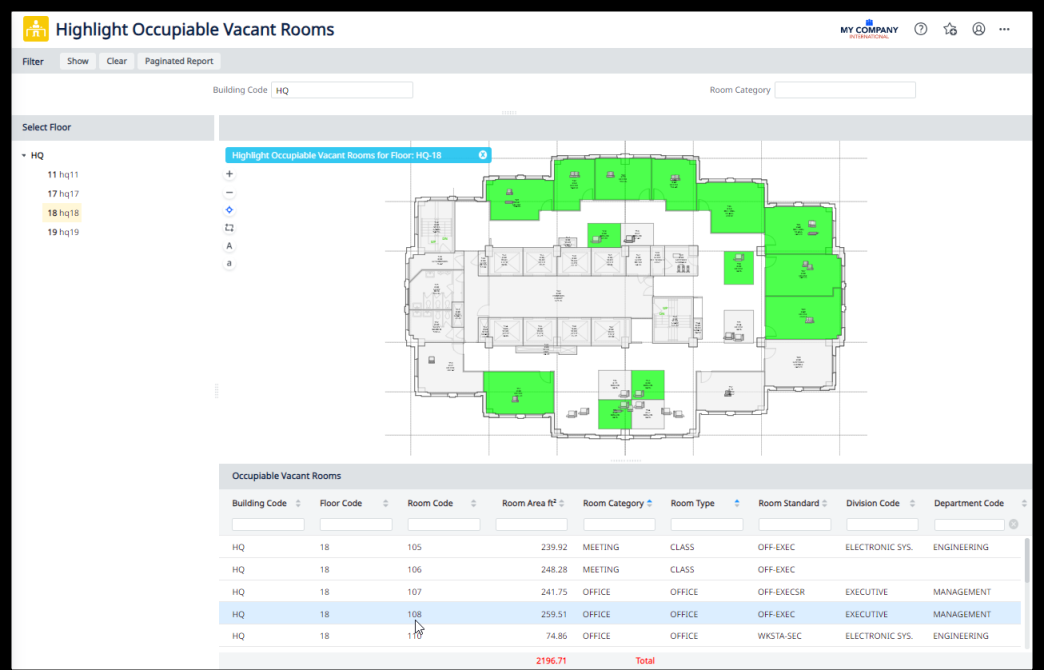 Highlight Occupiable Vacant Rooms
MY COMPANY
INTERNATIONAL
Filter Show Clear Paginated Report
Building Code HQ Room Category
Select Floor
HQ
11 hq11
17 hq17
18 hq18
19 hq19
Highlight Occupiable Vacant Rooms for Floor: HQ-18
A
a
Occupiable Vacant Rooms
Building Code Floor Code Room Code Room Area ft² Room Category Room Type Room Standard Division Code Department Code
HQ 18 105 239.92 MEETING CLASS OFF-EXEC ELECTRONIC SYS. ENGINEERING
HQ 18 106 248.28 MEETING CLASS OFF-EXEC
HQ 18 107 241.75 OFFICE OFFICE OFF-EXECSR EXECUTIVE MANAGEMENT
HQ 18 108 259.51 OFFICE OFFICE OFF-EXEC EXECUTIVE MANAGEMENT
HQ 18 110 74.86 OFFICE OFFICE WKSTA-SEC ELECTRONIC SYS. ENGINEERING
2196.71 Total